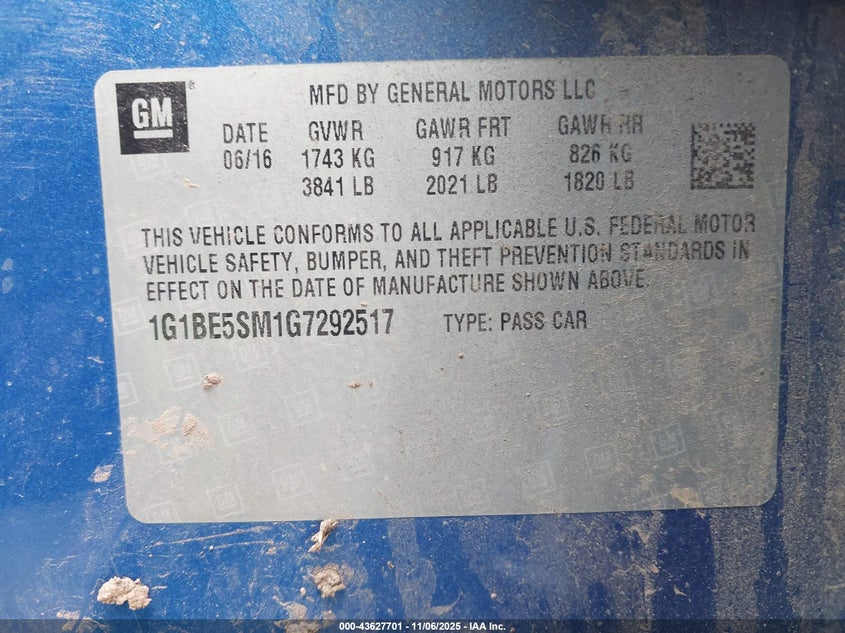 GM
MFD BY GENERAL MOTORS LLC
DATE GVWR GAWR FRT GAWR RR
06/16 1743 KG 917 KG 826 KG
3841 LB 2021 LB 1820 LB
THIS VEHICLE CONFORMS TO ALL APPLICABLE U.S. FEDERAL MOTOR
VEHICLE SAFETY, BUMPER, AND THEFT PREVENTION STANDARDS IN
EFFECT ON THE DATE OF MANUFACTURE SHOWN ABOVE.
1G1BE5SM1G7292517 TYPE: PASS CAR
000-43627701 - 11/06/2025 - IAA Inc.